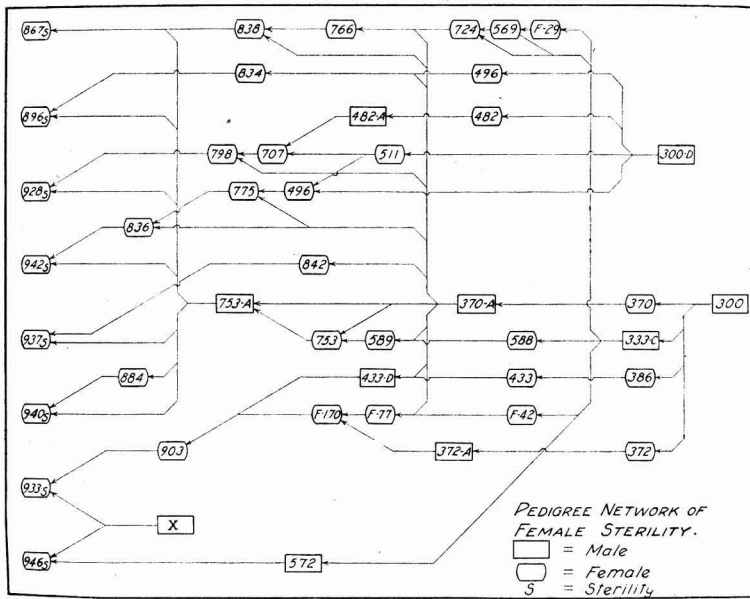 867s 838 766 724 569 F-29
834 496
896s 482-A 482
798 707 511 300-D
928s 775 496
836
942s 842
753-A 370-A 370 300
937s 753 589 588 333-C
884 433-D 433 386
940s F-170 F-77 F-42
903 372-A 372
933s
X
PEDIGREE NETWORK OF
FEMALE STERILITY.
= Male
946s 572 = Female
S = Sterility